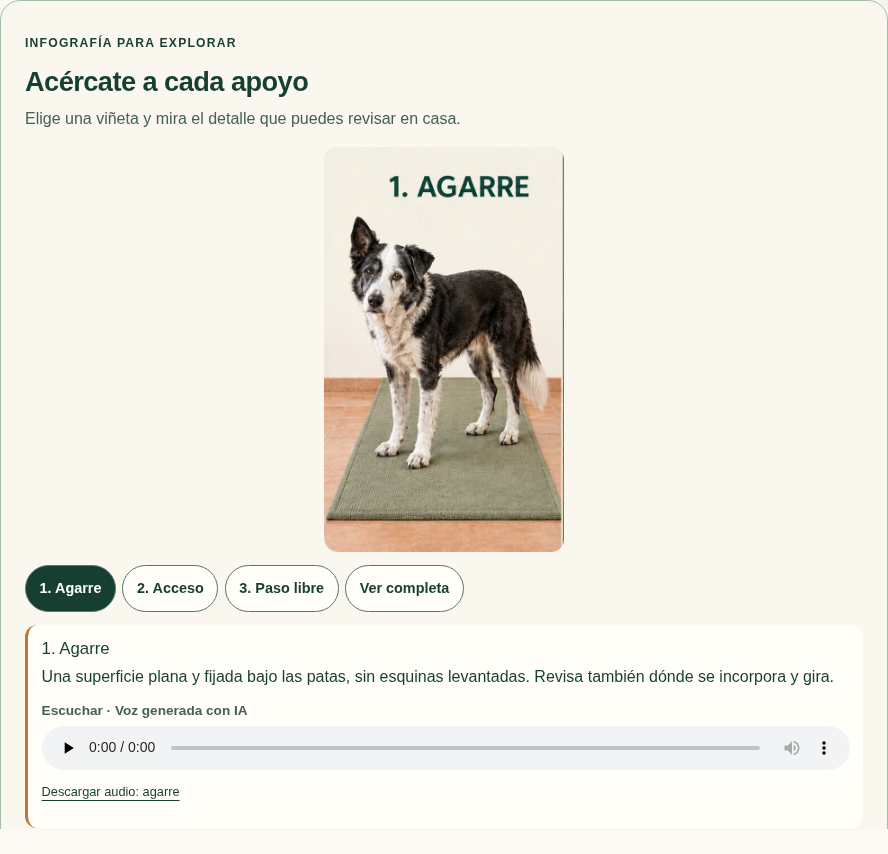 INFOGRAFÍA PARA EXPLORAR
Acércate a cada apoyo
Elige una viñeta y mira el detalle que puedes revisar en casa.
1. AGARRE
1. Agarre
2. Acceso
3. Paso libre
Ver completa
1. Agarre
Una superficie plana y fijada bajo las patas, sin esquinas levantadas. Revisa también dónde se incorpora y gira.
Escuchar · Voz generada con IA
0:00 / 0:00
Descargar audio: agarre